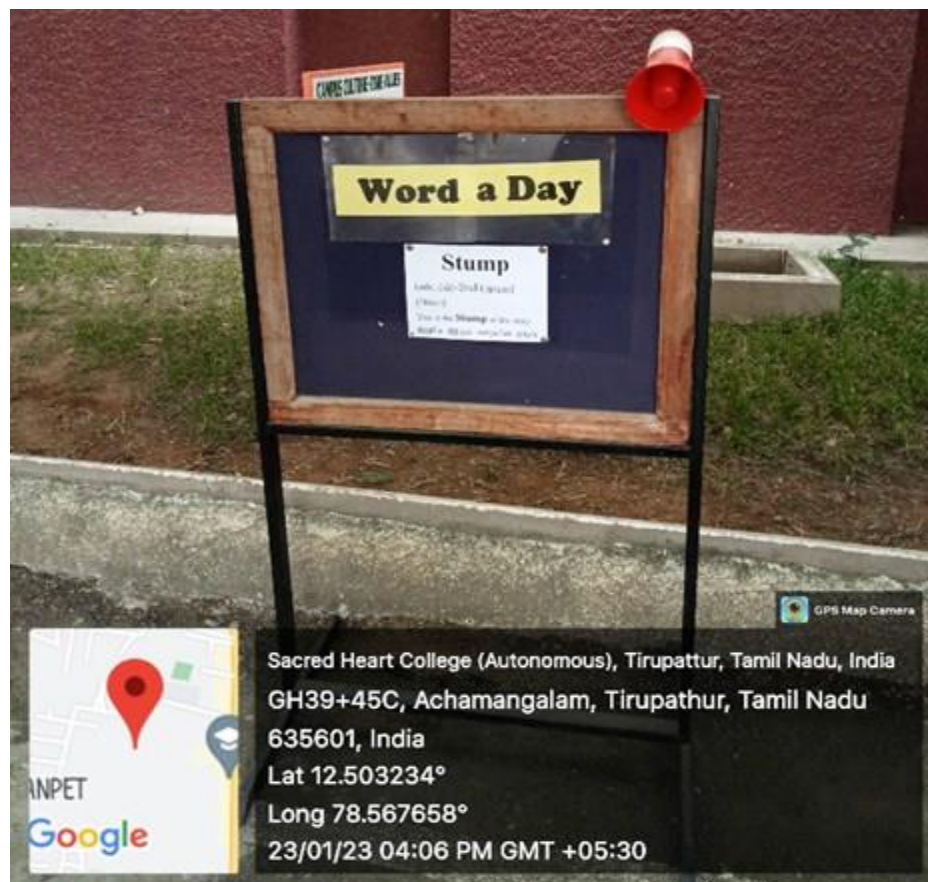 Word a Day
Stump
Stump
GPS Map Camera
Sacred Heart College (Autonomous), Tirupattur, Tamil Nadu, India
GH39+45C, Achamangalam, Tirupathur, Tamil Nadu
635601, India
Lat 12.503234°
Long 78.567658°
23/01/23 04:06 PM GMT +05:30
ANPET
Google